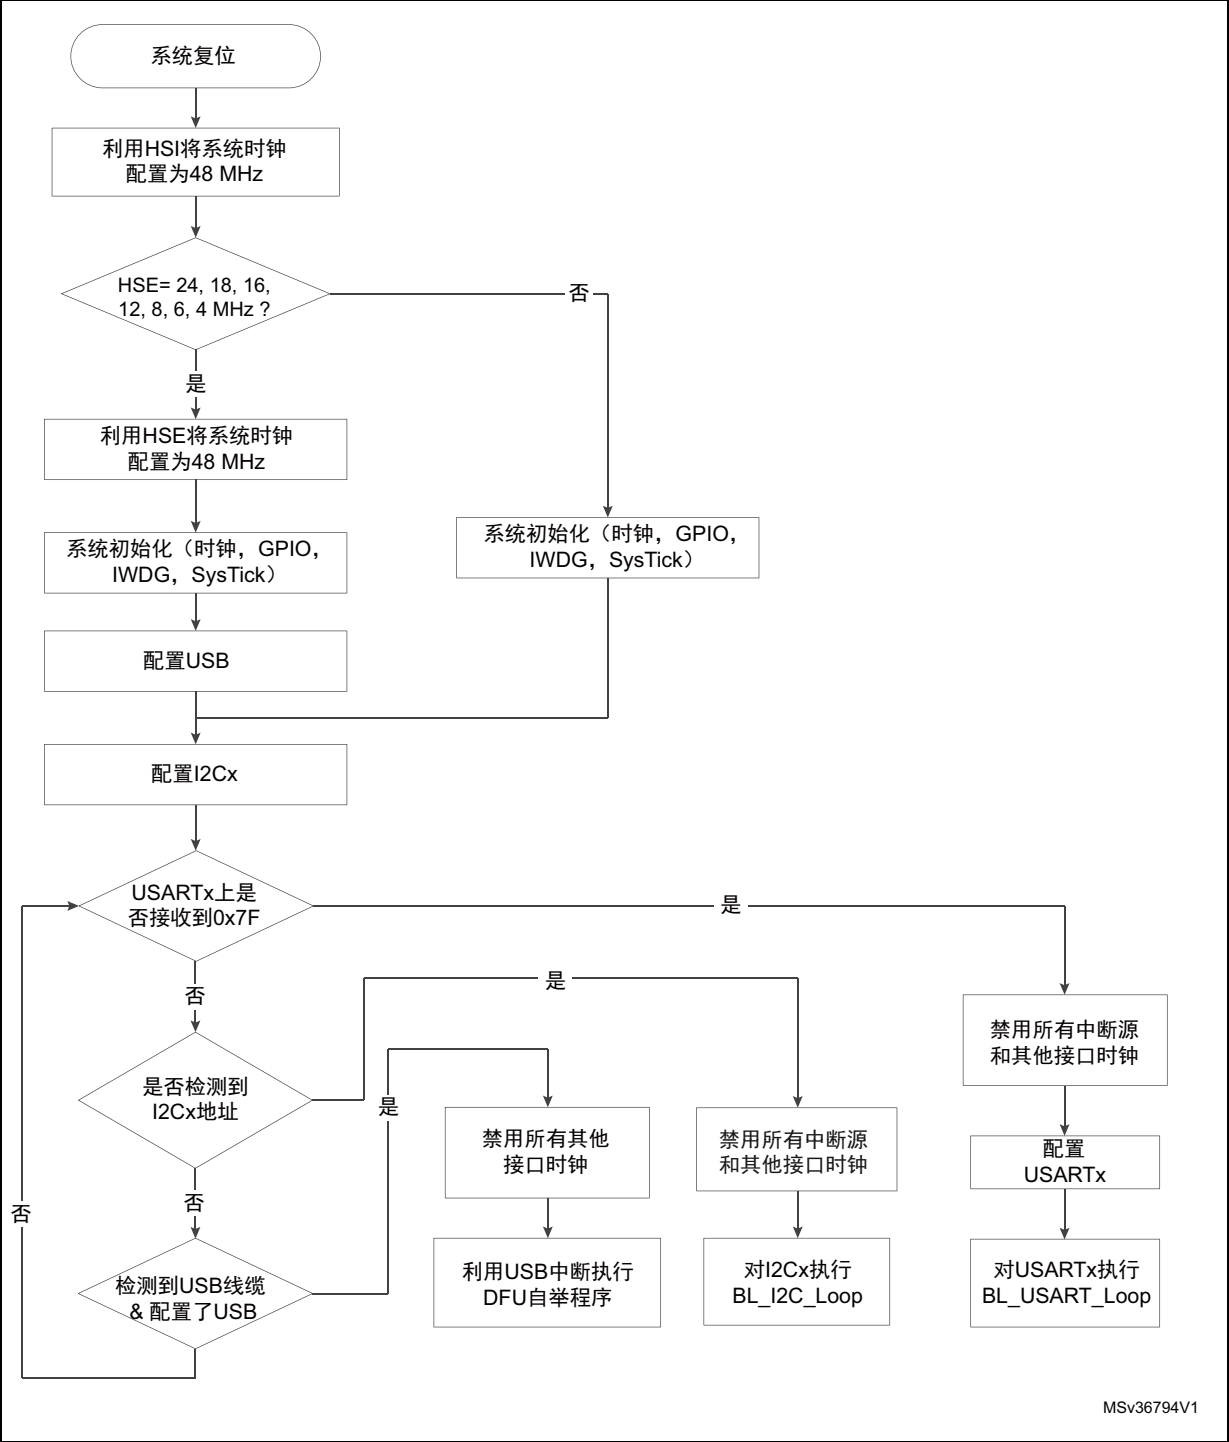 系统复位
利用HSI将系统时钟
配置为48 MHz
HSE= 24, 18, 16,
12, 8, 6, 4 MHz ?
否
是
利用HSE将系统时钟
配置为48 MHz
系统初始化（时钟，GPIO，
IWDG，SysTick）
系统初始化（时钟，GPIO，
IWDG，SysTick）
配置USB
配置I2Cx
USARTx上是
否接收到0x7F
是
否
是
禁用所有中断源
和其他接口时钟
是否检测到
I2Cx地址
是
禁用所有其他
接口时钟
禁用所有中断源
和其他接口时钟
配置
USARTx
否
否
检测到USB线缆
& 配置了USB
利用USB中断执行
DFU自举程序
对I2Cx执行
BL_I2C_Loop
对USARTx执行
BL_USART_Loop
MSv36794V1